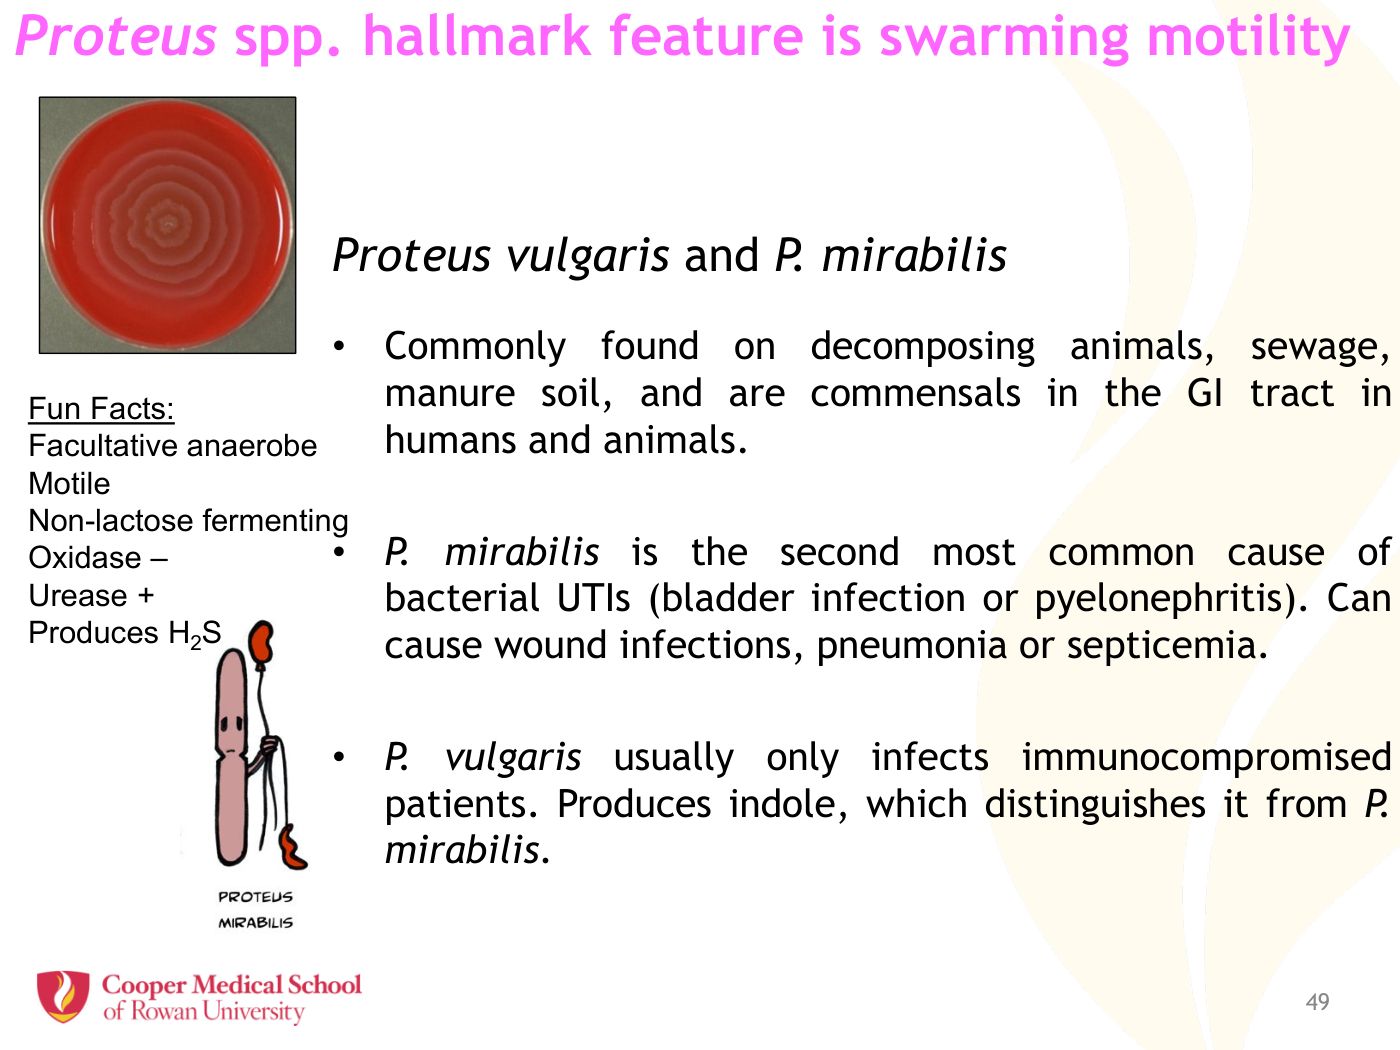 Proteus spp. hallmark feature is swarming motility
Proteus vulgaris and P. mirabilis
• Commonly found on decomposing animals, sewage,
manure soil, and are commensals in the GI tract in
humans and animals.
• P. mirabilis is the second most common cause of
bacterial UTIs (bladder infection or pyelonephritis). Can
cause wound infections, pneumonia or septicemia.
• P. vulgaris usually only infects immunocompromised
patients. Produces indole, which distinguishes it from P.
mirabilis.
Fun Facts:
Facultative anaerobe
Motile
Non-lactose fermenting
Oxidase –
Urease +
Produces H₂S
PROTEUS
MIRABILIS
Cooper Medical School
of Rowan University
49